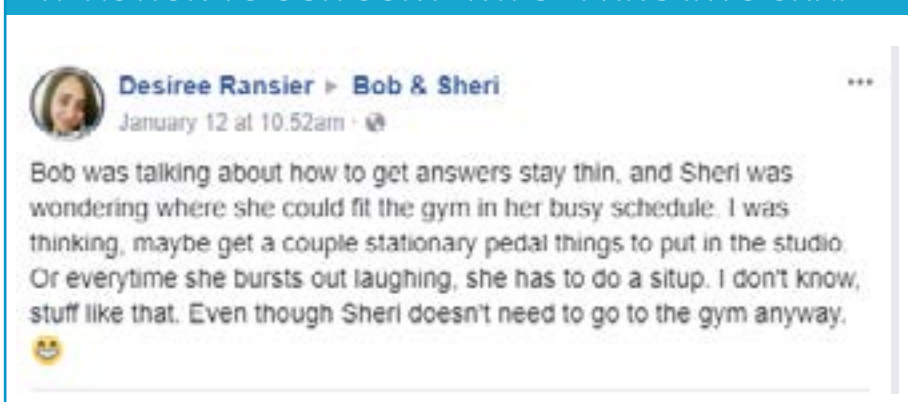 Desiree Ransier ▸ Bob & Sheri
January 12 at 10.52am ·
Bob was talking about how to get answers stay thin, and Sheri was
wondering where she could fit the gym in her busy schedule. I was
thinking, maybe get a couple stationary pedal things to put in the studio.
Or everytime she bursts out laughing, she has to do a situp. I don't know,
stuff like that. Even though Sheri doesn't need to go to the gym anyway.
😁